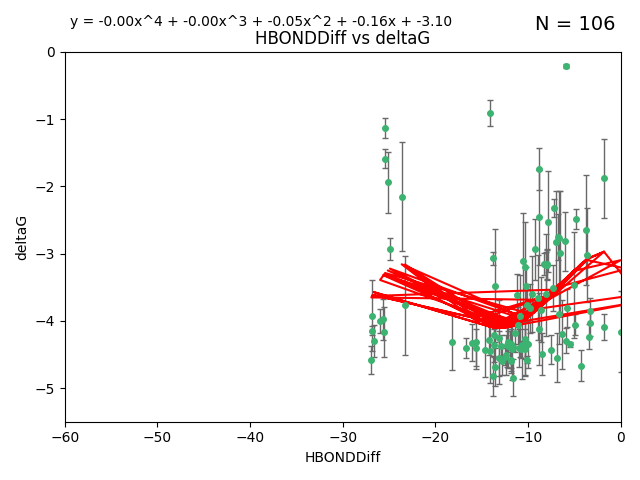 y = -0.00x^4 + -0.00x^3 + -0.05x^2 + -0.16x + -3.10
N = 106
HBONDDiff vs deltaG
0
−1
−2
−3
−4
−5
deltaG
−60 −50 −40 −30 −20 −10 0
HBONDDiff